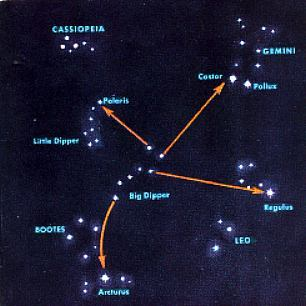 CASSIOPEIA
GEMINI
Castor
Pollux
Polaris
Little Dipper
Big Dipper
Regulus
BOOTES
LEO
Arcturus